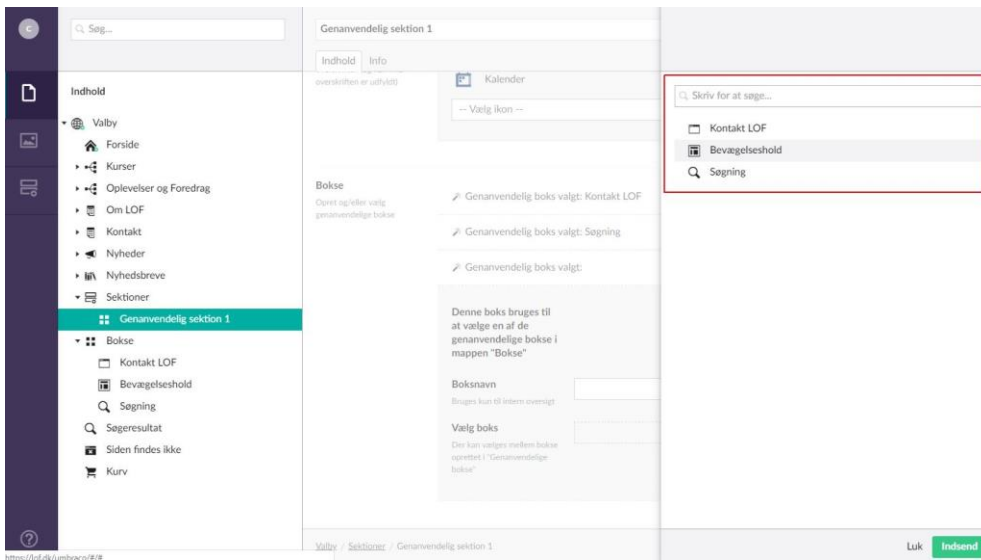 C
Søg...
Indhold
Valby
Forside
Kurser
Oplevelser og Foredrag
Om LOF
Kontakt
Nyheder
Nyhedsbreve
Sektioner
Genanvendelig sektion 1
Bokse
Kontakt LOF
Bevægelseshold
Søgning
Søgeresultat
Siden findes ikke
Kurv
https://lof.dk/umbraco/#/#
Genanvendelig sektion 1
Indhold Info
overskriften er udfyldt)
Kalender
-- Vælg ikon --
Bokse
Opret og/eller vælg
genanvendelige bokse
Genanvendelig boks valgt: Kontakt LOF
Genanvendelig boks valgt: Søgning
Genanvendelig boks valgt:
Denne boks bruges til
at vælge en af de
genanvendelige bokse i
mappen "Bokse"
Boksnavn
Bruges kun til intern oversigt
Vælg boks
Der kan vælges mellem bokse
oprettet i "Genanvendelige
bokse"
Valby / Sektioner / Genanvendelig sektion 1
Skriv for at søge...
Kontakt LOF
Bevægelseshold
Søgning
Luk Indsend